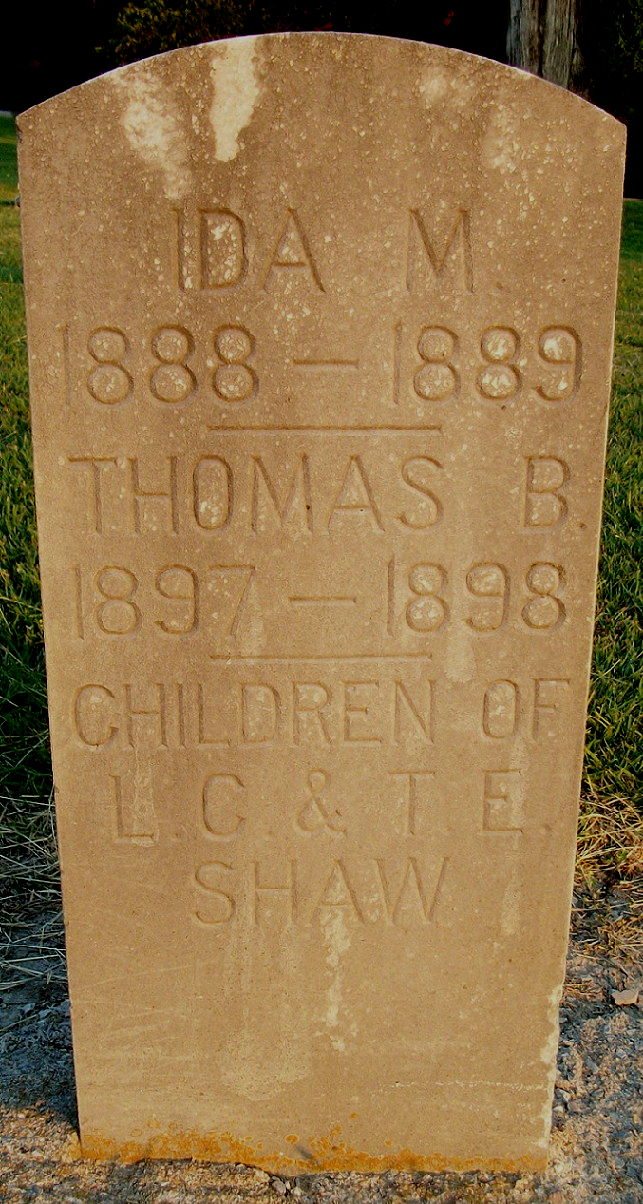 IDA M.
1888 — 1889
THOMAS B.
1897 — 1898
CHILDREN OF
L. C. & T. E.
SHAW